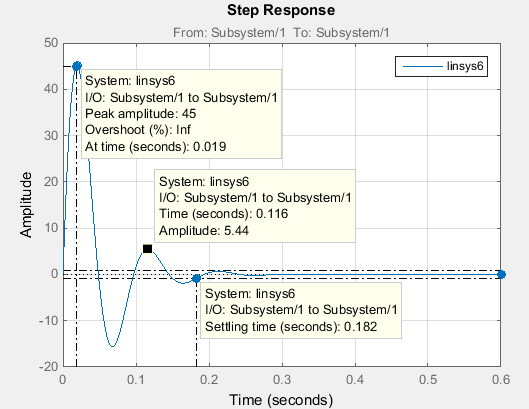 Step Response
From: Subsystem/1 To: Subsystem/1
linsys6
System: linsys6
I/O: Subsystem/1 to Subsystem/1
Peak amplitude: 45
Overshoot (%): Inf
At time (seconds): 0.019
System: linsys6
I/O: Subsystem/1 to Subsystem/1
Time (seconds): 0.116
Amplitude: 5.44
System: linsys6
I/O: Subsystem/1 to Subsystem/1
Settling time (seconds): 0.182
Amplitude
50
40
30
20
10
0
-10
-20
0 0.1 0.2 0.3 0.4 0.5 0.6
Time (seconds)